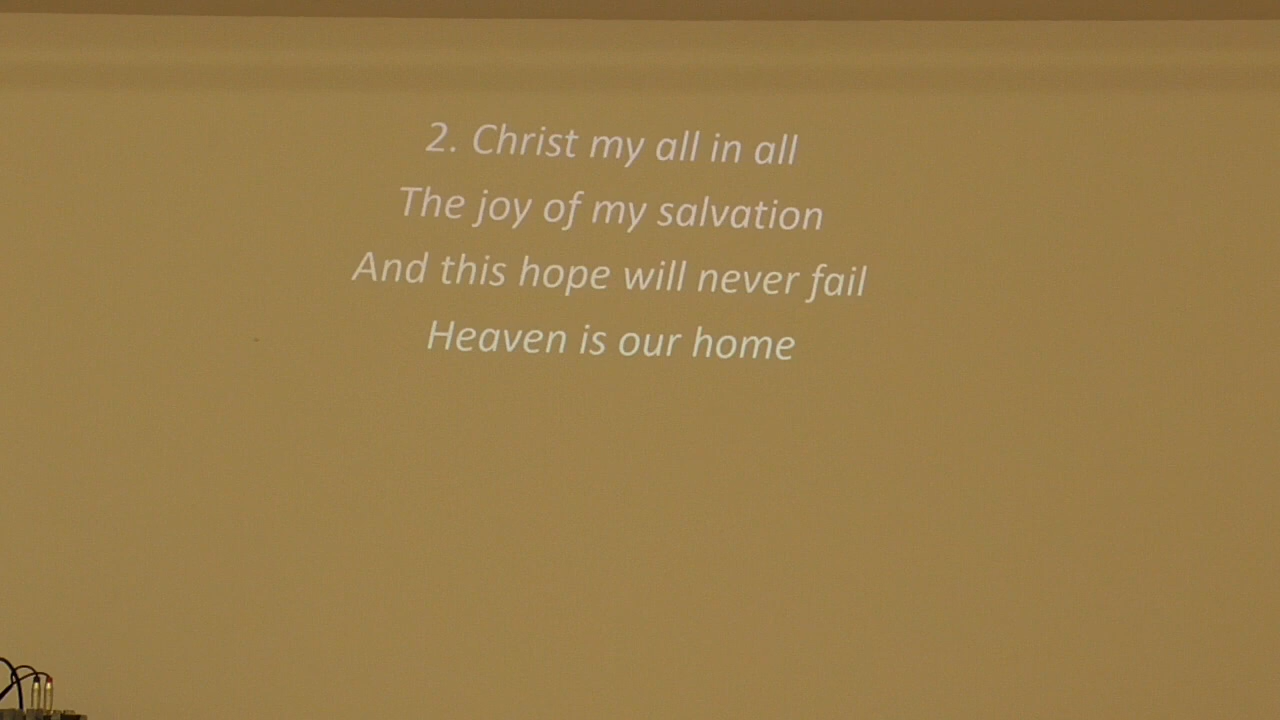 2. Christ my all in all
The joy of my salvation
And this hope will never fail
Heaven is our home